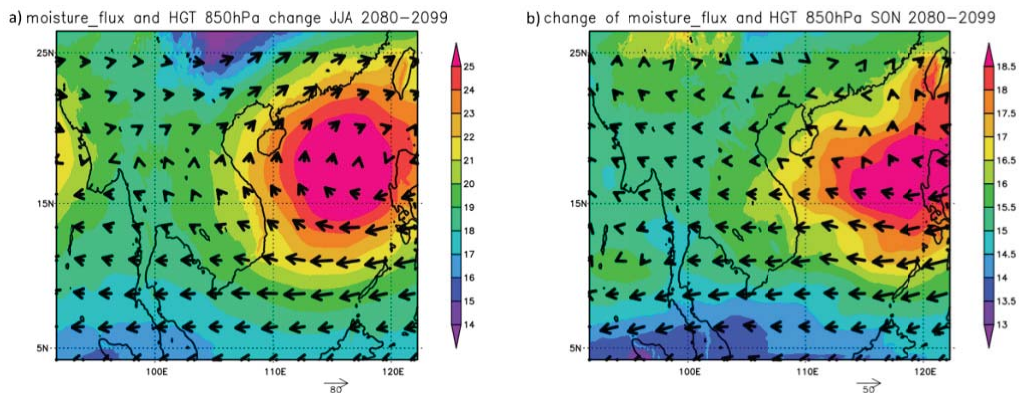 a) moisture_flux and HGT 850hPa change JJA 2080−2099
25N
15N
5N
100E
110E
120E
80
25
24
23
22
21
20
19
18
17
16
15
14
b) change of moisture_flux and HGT 850hPa SON 2080−2099
25N
15N
5N
100E
110E
120E
50
18.5
18
17.5
17
16.5
16
15.5
15
14.5
14
13.5
13